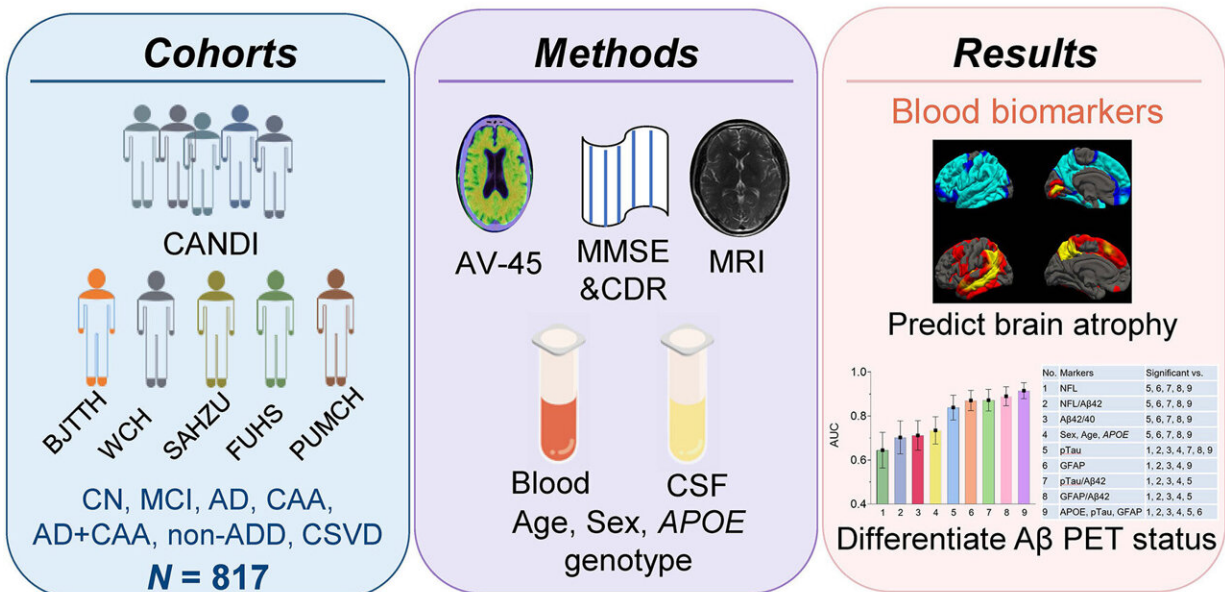 Cohorts
CANDI
BJTTH
WCH
SAHZU
FUHS
PUMCH
CN, MCI, AD, CAA,
AD+CAA, non-ADD, CSVD
N = 817
Methods
AV-45
MMSE
&CDR
MRI
Blood
CSF
Age, Sex, APOE
genotype
Results
Blood biomarkers
Predict brain atrophy
AUC
1.0
0.8
0.6
0.4
1 2 3 4 5 6 7 8 9
No. Markers Significant vs.
1 NFL 5, 6, 7, 8, 9
2 NFL/Aβ42 5, 6, 7, 8, 9
3 Aβ42/40 5, 6, 7, 8, 9
4 Sex, Age, APOE 5, 6, 7, 8, 9
5 pTau 1, 2, 3, 4, 7, 8, 9
6 GFAP 1, 2, 3, 4, 9
7 pTau/Aβ42 1, 2, 3, 4, 5
8 GFAP/Aβ42 1, 2, 3, 4, 5
9 APOE, pTau, GFAP 1, 2, 3, 4, 5, 6
Differentiate Aβ PET status